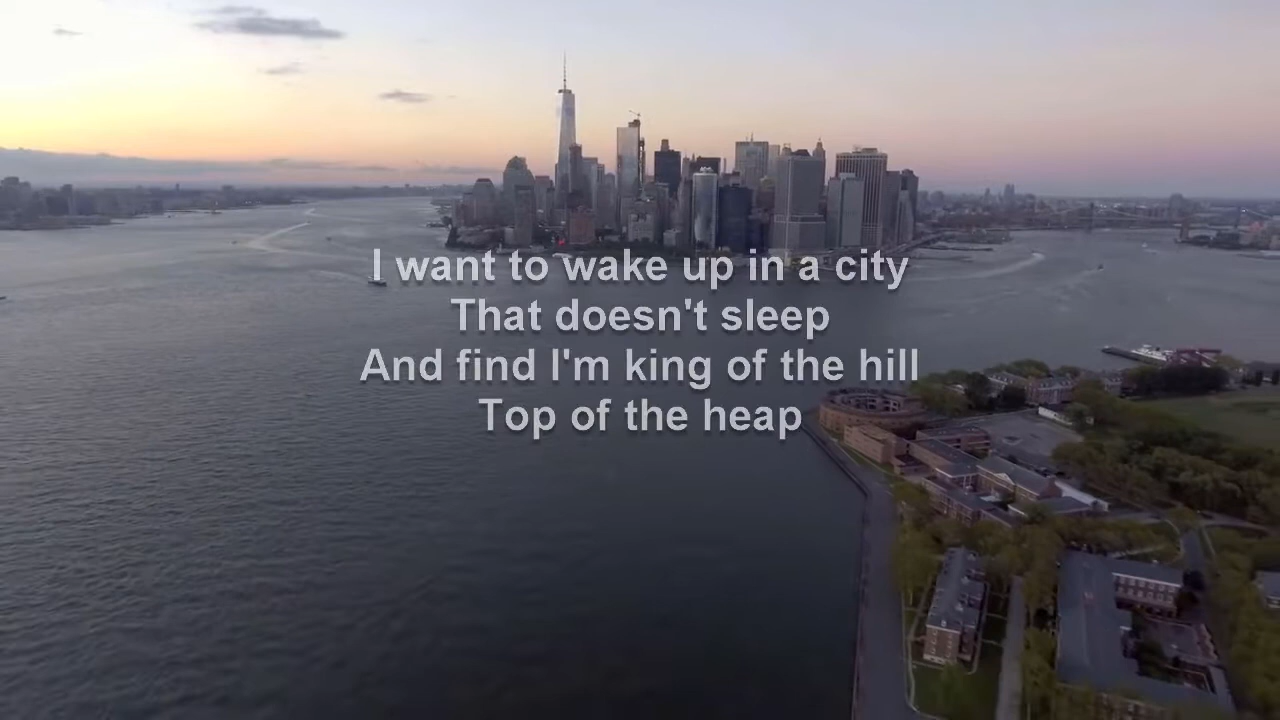 I want to wake up in a city
That doesn't sleep
And find I'm king of the hill
Top of the heap